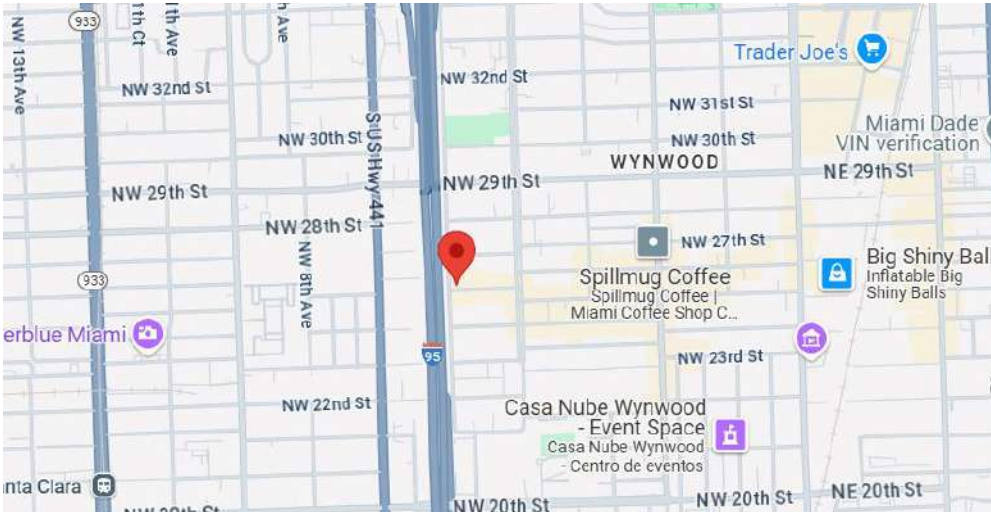 933
1th Ct
1th Ave
h Ave
NW 13th Ave
NW 32nd St
NW 32nd St
Trader Joe's
NW 31st St
NW 30th St
S US Hwy 441
NW 30th St
Miami Dade
VIN verification
WYNWOOD
NW 29th St
NW 29th St
NE 29th St
NW 28th St
NW 27th St
NW 8th Ave
933
Spillmug Coffee
Spillmug Coffee |
Miami Coffee Shop C...
Big Shiny Bal
Inflatable Big
Shiny Balls
erblue Miami
95
NW 23rd St
NW 22nd St
Casa Nube Wynwood
- Event Space
Casa Nube Wynwood
- Centro de eventos
nta Clara
NW 20th St
NW 20th St
NE 20th St